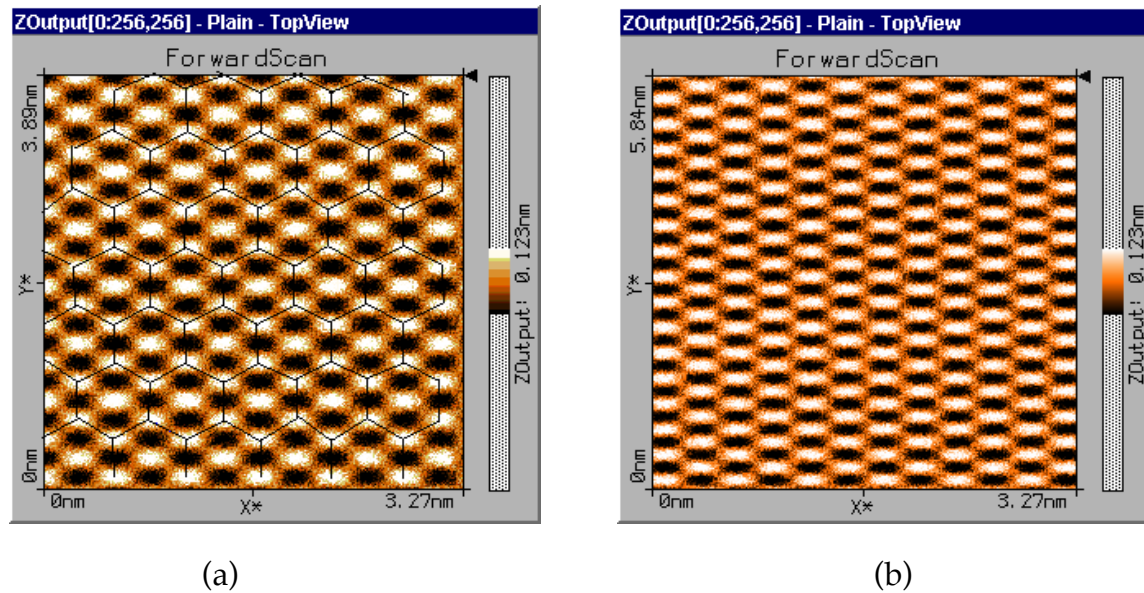 ZOutput[0:256,256] - Plain - TopView
ForwardScan
3.89nm
Y*
0nm
0nm
X*
3.27nm
ZOutput! 0.123nm
(a)
ZOutput[0:256,256] - Plain - TopView
ForwardScan
5.84nm
Y*
0nm
0nm
X*
3.27nm
ZOutput! 0.123nm
(b)